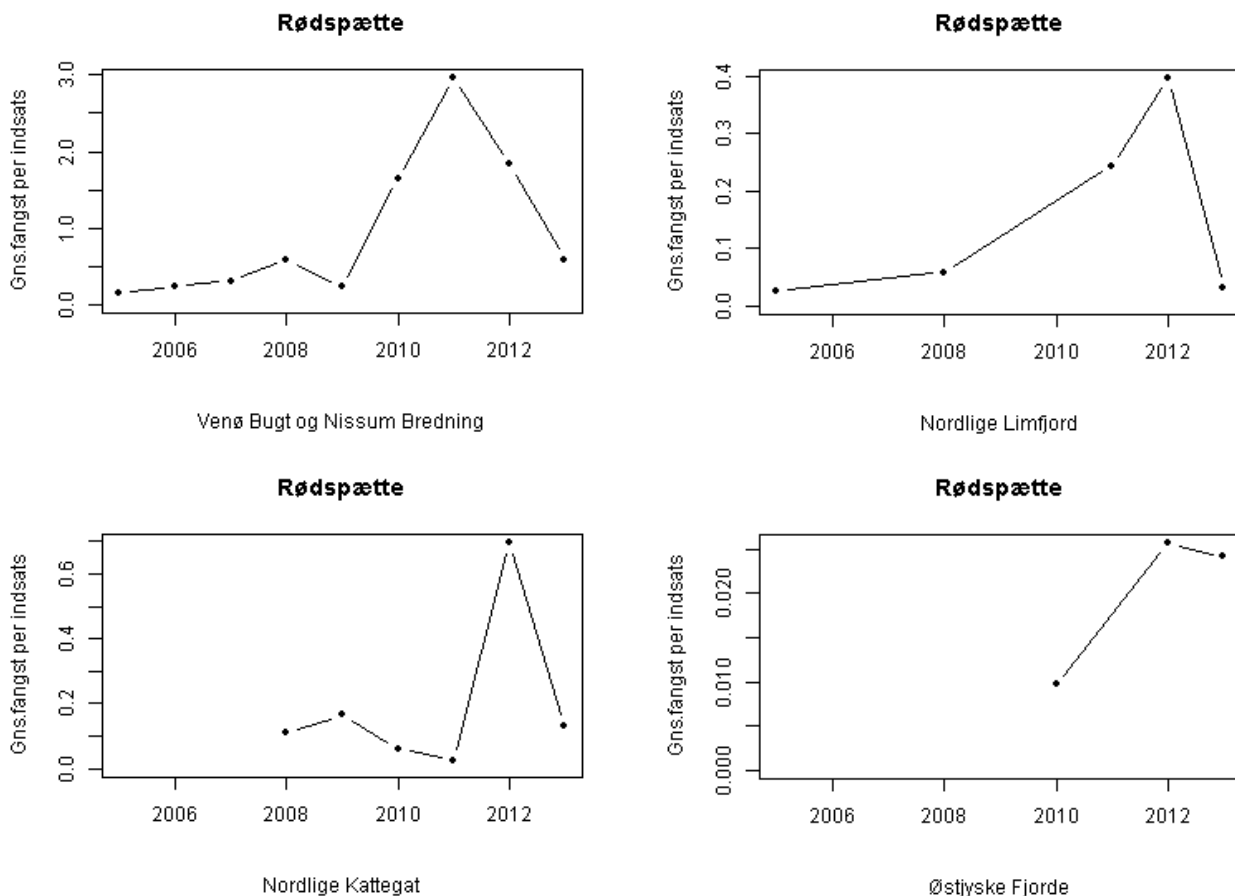 Rødspætte
Gns.fangst per indsats
3.0
2.0
1.0
0.0
2006 2008 2010 2012
Venø Bugt og Nissum Bredning
Rødspætte
Gns.fangst per indsats
0.4
0.3
0.2
0.1
0.0
2006 2008 2010 2012
Nordlige Limfjord
Rødspætte
Gns.fangst per indsats
0.6
0.4
0.2
0.0
2006 2008 2010 2012
Nordlige Kattegat
Rødspætte
Gns.fangst per indsats
0.020
0.010
0.000
2006 2008 2010 2012
Østjyske Fjorde